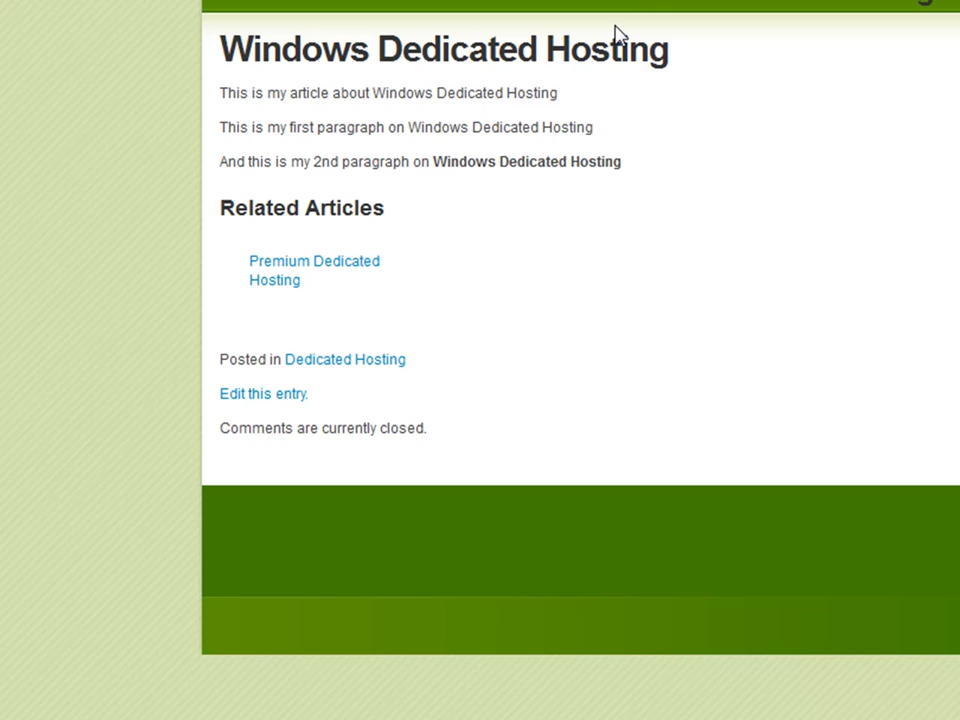 Windows Dedicated Hosting
This is my article about Windows Dedicated Hosting
This is my first paragraph on Windows Dedicated Hosting
And this is my 2nd paragraph on Windows Dedicated Hosting
Related Articles
Premium Dedicated
Hosting
Posted in Dedicated Hosting
Edit this entry.
Comments are currently closed.